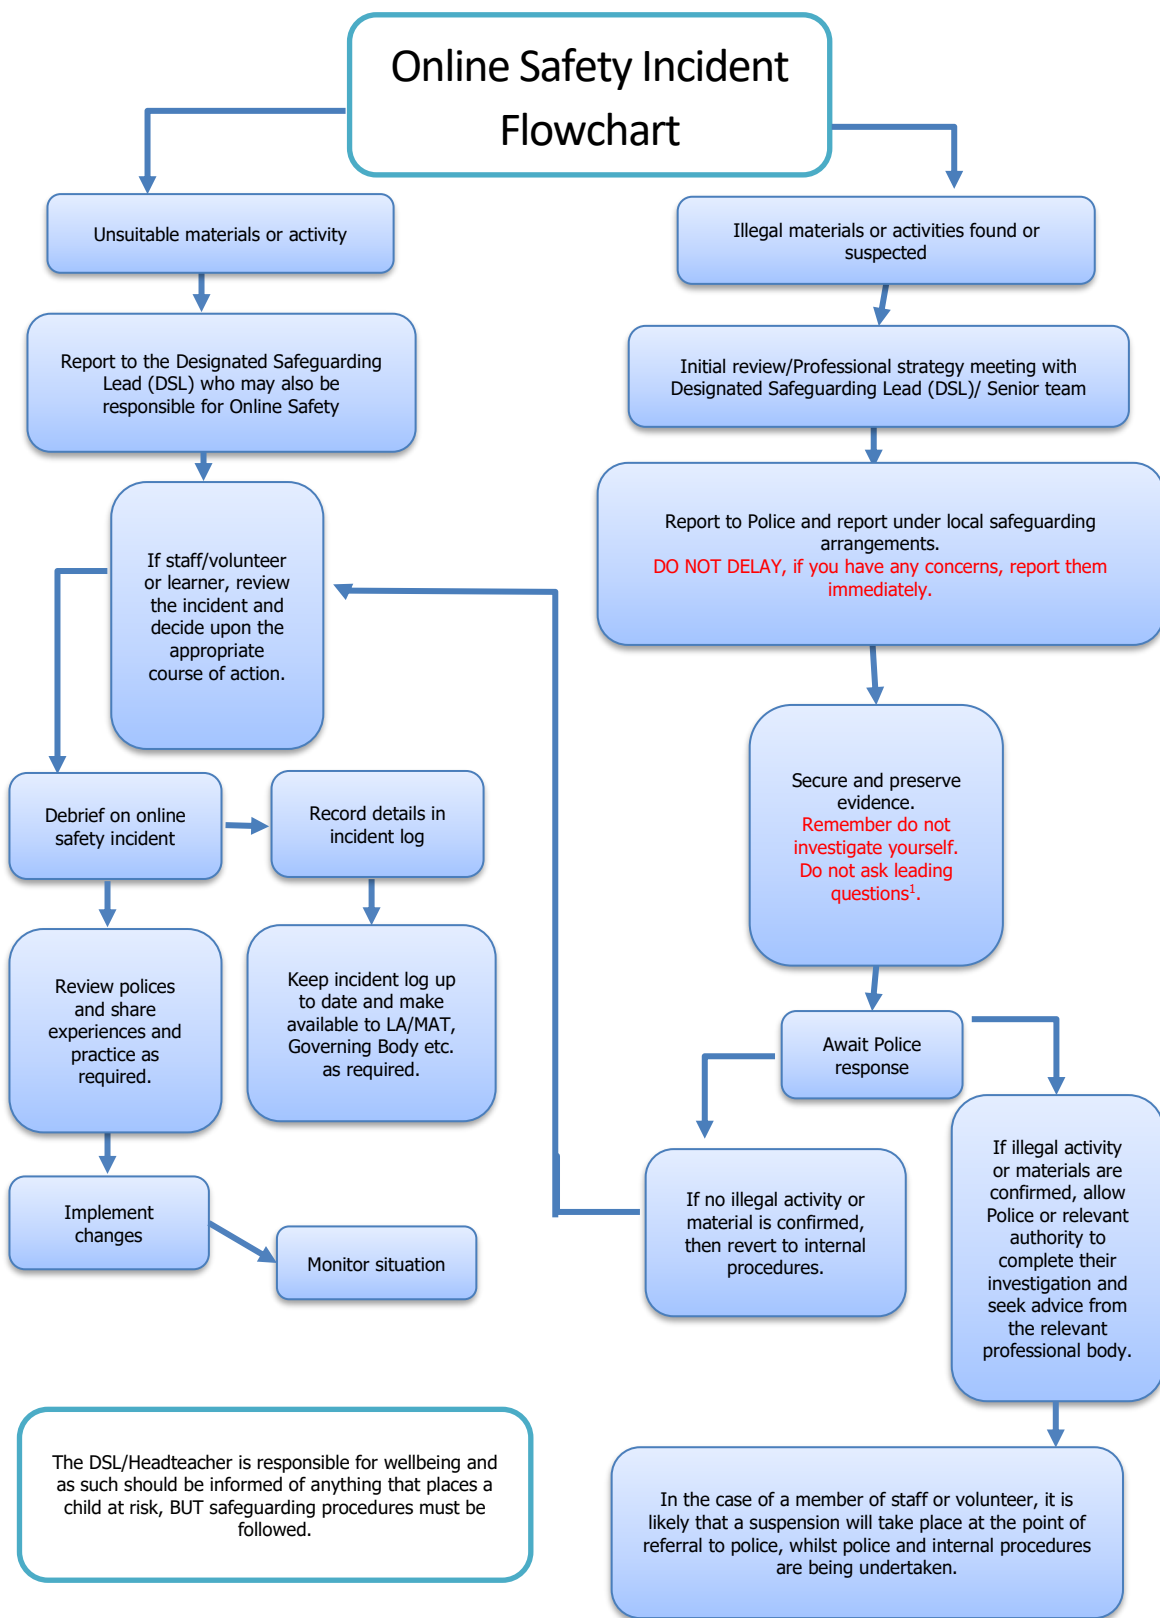 Online Safety Incident
Flowchart
Unsuitable materials or activity
Report to the Designated Safeguarding
Lead (DSL) who may also be
responsible for Online Safety
If staff/volunteer
or learner, review
the incident and
decide upon the
appropriate
course of action.
Debrief on online
safety incident
Record details in
incident log
Review polices
and share
experiences and
practice as
required.
Keep incident log up
to date and make
available to LA/MAT,
Governing Body etc.
as required.
Implement
changes
Monitor situation
The DSL/Headteacher is responsible for wellbeing and
as such should be informed of anything that places a
child at risk, BUT safeguarding procedures must be
followed.
Illegal materials or activities found or
suspected
Initial review/Professional strategy meeting with
Designated Safeguarding Lead (DSL)/ Senior team
Report to Police and report under local safeguarding
arrangements.
DO NOT DELAY, if you have any concerns, report them
immediately.
Secure and preserve
evidence.
Remember do not
investigate yourself.
Do not ask leading
questions¹.
Await Police
response
If no illegal activity or
material is confirmed,
then revert to internal
procedures.
If illegal activity
or materials are
confirmed, allow
Police or relevant
authority to
complete their
investigation and
seek advice from
the relevant
professional body.
In the case of a member of staff or volunteer, it is
likely that a suspension will take place at the point of
referral to police, whilst police and internal procedures
are being undertaken.